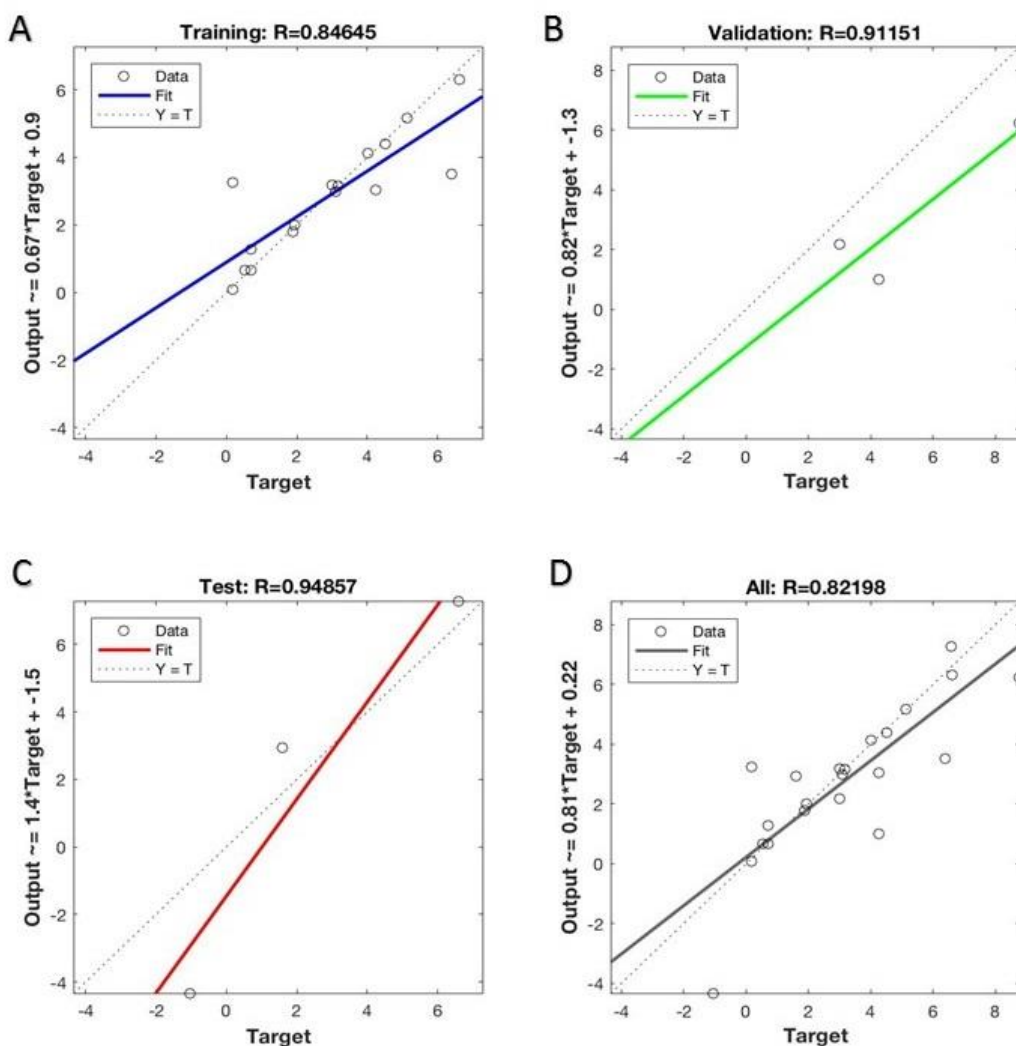 A
Training: R=0.84645
Data
Fit
Y = T
Output ~= 0.67*Target + 0.9
6
4
2
0
-2
-4
-4 -2 0 2 4 6
Target
B
Validation: R=0.91151
Data
Fit
Y = T
Output ~= 0.82*Target + -1.3
8
6
4
2
0
-2
-4
-4 -2 0 2 4 6 8
Target
C
Test: R=0.94857
Data
Fit
Y = T
Output ~= 1.4*Target + -1.5
6
4
2
0
-2
-4
-4 -2 0 2 4 6
Target
D
All: R=0.82198
Data
Fit
Y = T
Output ~= 0.81*Target + 0.22
8
6
4
2
0
-2
-4
-4 -2 0 2 4 6 8
Target